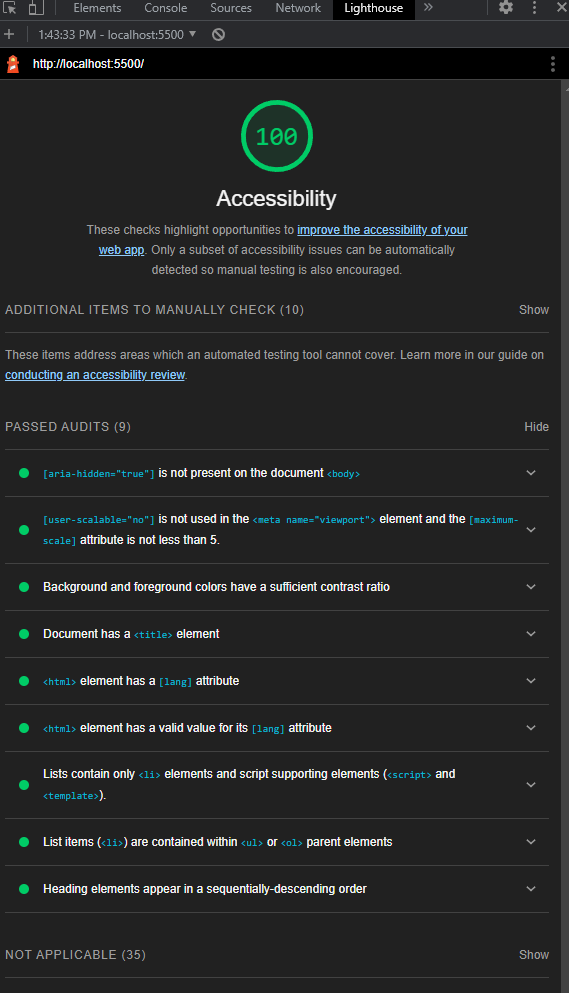 Elements Console Sources Network Lighthouse »
+ 1:43:33 PM - localhost:5500 ▼
http://localhost:5500/
100
Accessibility
These checks highlight opportunities to improve the accessibility of your
web app. Only a subset of accessibility issues can be automatically
detected so manual testing is also encouraged.
ADDITIONAL ITEMS TO MANUALLY CHECK (10) Show
These items address areas which an automated testing tool cannot cover. Learn more in our guide on
conducting an accessibility review.
PASSED AUDITS (9) Hide
[aria-hidden="true"] is not present on the document <body>
[user-scalable="no"] is not used in the <meta name="viewport"> element and the [maximum-
scale] attribute is not less than 5.
Background and foreground colors have a sufficient contrast ratio
Document has a <title> element
<html> element has a [lang] attribute
<html> element has a valid value for its [lang] attribute
Lists contain only <li> elements and script supporting elements (<script> and
<template>).
List items (<li>) are contained within <ul> or <ol> parent elements
Heading elements appear in a sequentially-descending order
NOT APPLICABLE (35) Show